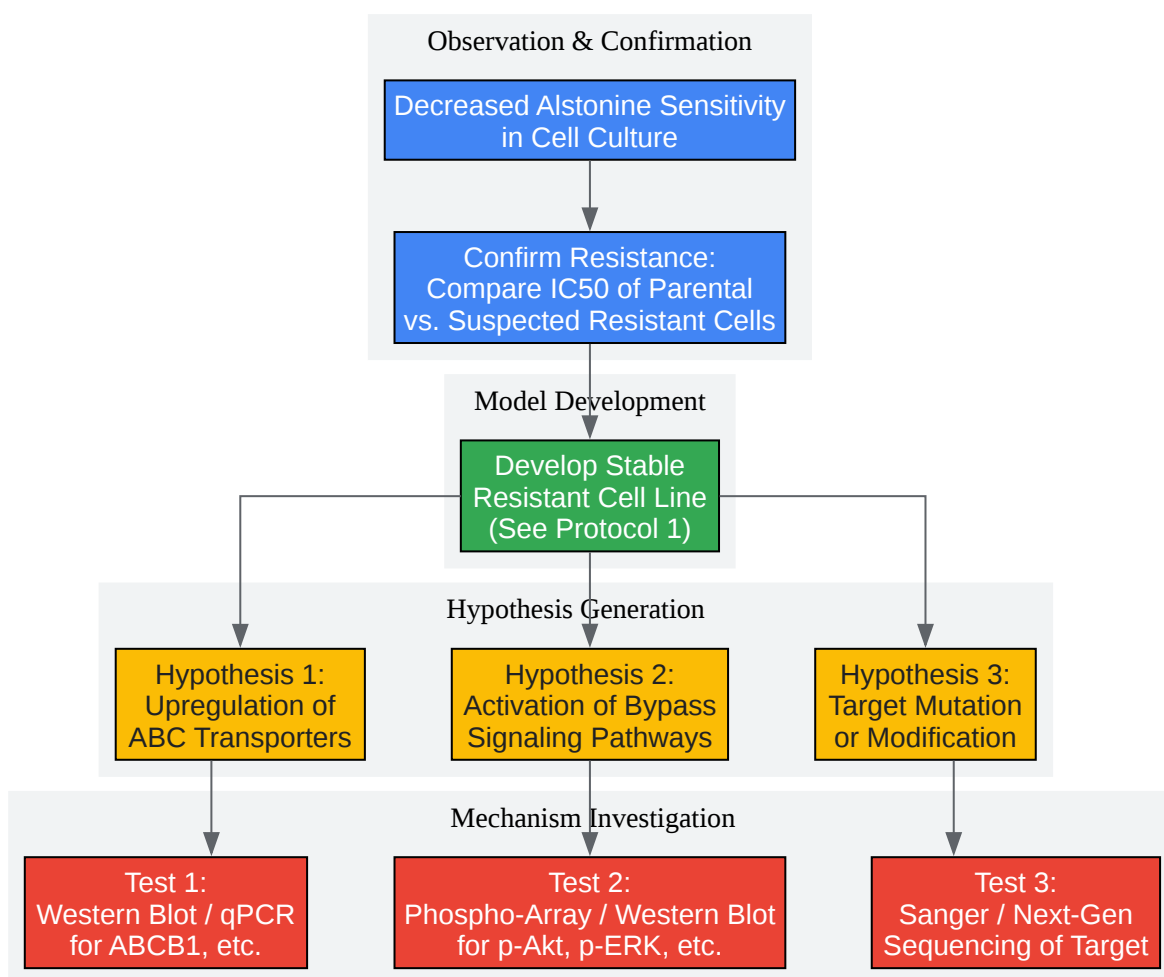 Observation & Confirmation
Decreased Alstonine Sensitivity
in Cell Culture
Confirm Resistance:
Compare IC50 of Parental
vs. Suspected Resistant Cells
Model Development
Develop Stable
Resistant Cell Line
(See Protocol 1)
Hypothesis Generation
Hypothesis 1:
Upregulation of
ABC Transporters
Hypothesis 2:
Activation of Bypass
Signaling Pathways
Hypothesis 3:
Target Mutation
or Modification
Mechanism Investigation
Test 1:
Western Blot / qPCR
for ABCB1, etc.
Test 2:
Phospho-Array / Western Blot
for p-Akt, p-ERK, etc.
Test 3:
Sanger / Next-Gen
Sequencing of Target